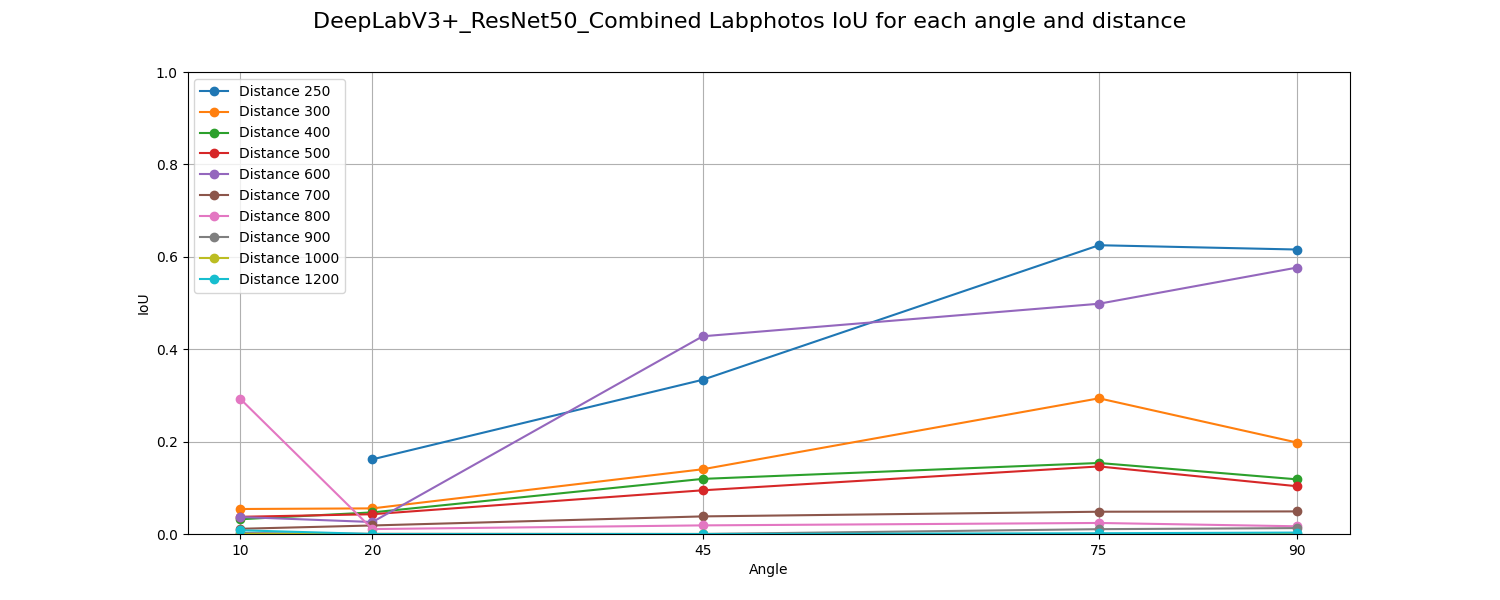 DeepLabV3+_ResNet50_Combined Labphotos IoU for each angle and distance
1.0
0.8
0.6
0.4
0.2
0.0
IoU
Distance 250
Distance 300
Distance 400
Distance 500
Distance 600
Distance 700
Distance 800
Distance 900
Distance 1000
Distance 1200
10 20 45 75 90
Angle